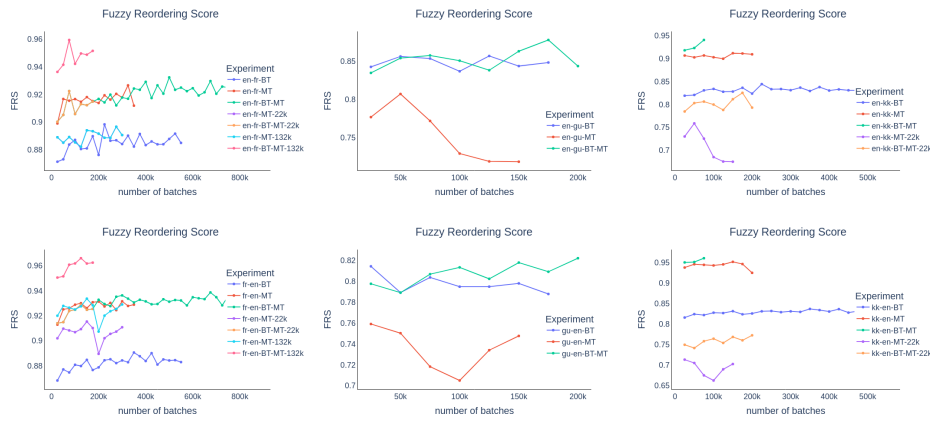 Fuzzy Reordering Score
FRS
0.96
0.94
0.92
0.9
0.88
0
200k
400k
600k
800k
number of batches
Experiment
en-fr-BT
en-fr-MT
en-fr-BT-MT
en-fr-MT-22k
en-fr-BT-MT-22k
en-fr-MT-132k
en-fr-BT-MT-132k
Fuzzy Reordering Score
FRS
0.85
0.8
0.75
50k
100k
150k
200k
number of batches
Experiment
en-gu-BT
en-gu-MT
en-gu-BT-MT
Fuzzy Reordering Score
FRS
0.95
0.9
0.85
0.8
0.75
0.7
0
100k
200k
300k
400k
500k
number of batches
Experiment
en-kk-BT
en-kk-MT
en-kk-BT-MT
en-kk-MT-22k
en-kk-BT-MT-22k
Fuzzy Reordering Score
FRS
0.96
0.94
0.92
0.9
0.88
0
200k
400k
600k
800k
number of batches
Experiment
fr-en-BT
fr-en-MT
fr-en-BT-MT
fr-en-MT-22k
fr-en-BT-MT-22k
fr-en-MT-132k
fr-en-BT-MT-132k
Fuzzy Reordering Score
FRS
0.82
0.8
0.78
0.76
0.74
0.72
0.7
50k
100k
150k
200k
number of batches
Experiment
gu-en-BT
gu-en-MT
gu-en-BT-MT
Fuzzy Reordering Score
FRS
0.95
0.9
0.85
0.8
0.75
0.7
0.65
0
100k
200k
300k
400k
500k
number of batches
Experiment
kk-en-BT
kk-en-MT
kk-en-BT-MT
kk-en-MT-22k
kk-en-BT-MT-22k